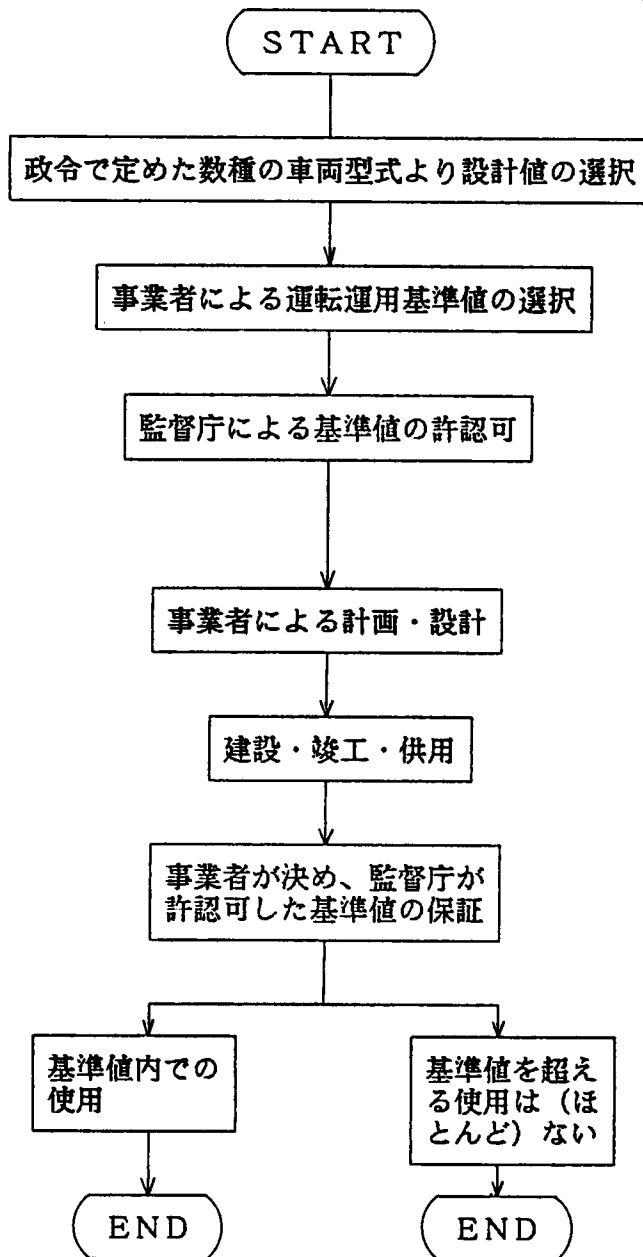 START
政令で定めた数種の車両型式より設計値の選択
事業者による運転運用基準値の選択
監督庁による基準値の許認可
事業者による計画・設計
建設・竣工・供用
事業者が決め、監督庁が
許認可した基準値の保証
基準値内での
使用
基準値を超え
る使用は（ほ
とんど）ない
END
END